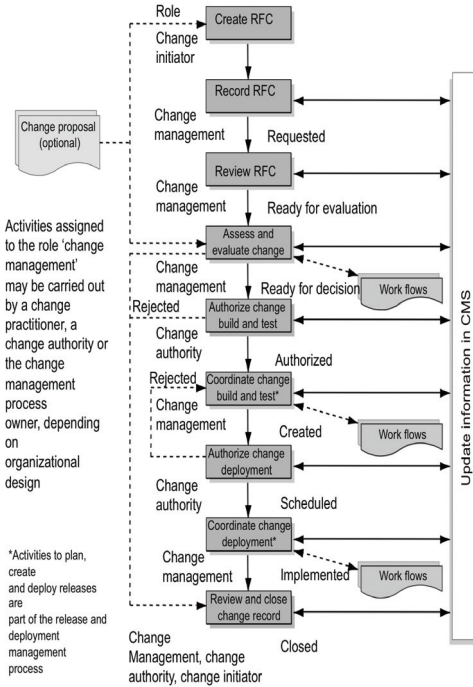 Role
Create RFC
Change
initiator
Record RFC
Change proposal
(optional)
Change
management
Requested
Review RFC
Change
management
Ready for evaluation
Activities assigned
to the role ‘change
management’
may be carried out
by a change
practitioner, a
change authority or
the change
management
process
owner, depending
on
organizational
design
Assess and
evaluate change
Change
management
Ready for decision
Work flows
Rejected
Authorize change
build and test
Change
authority
Authorized
Rejected
Coordinate change
build and test*
Change
management
Created
Work flows
Authorize change
deployment
Change
authority
Scheduled
Coordinate change
deployment*
Change
management
Implemented
Work flows
Review and close
change record
Change
Management, change
authority, change initiator
Closed
*Activities to plan,
create
and deploy releases
are
part of the release and
deployment
management
process
Update information in CMS